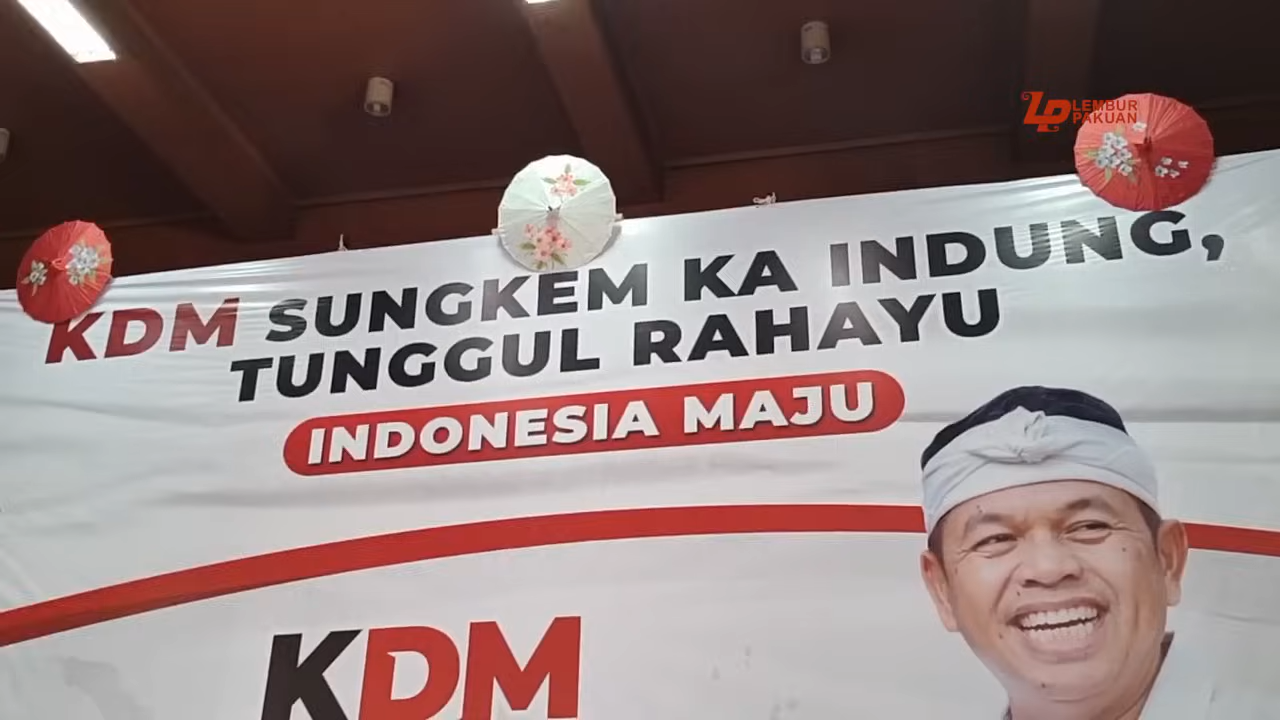 LEMBUR
PAKUAN
KDM SUNGKEM KA INDUNG,
TUNGGUL RAHAYU
INDONESIA MAJU
KDM